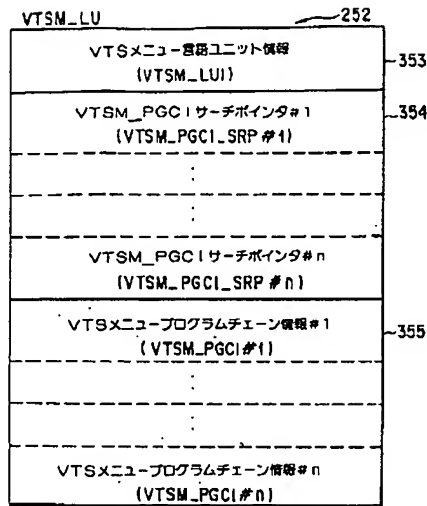 VTSM_LU
252
VTSメニュー言語ユニット情報
(VTSM_LUI)
353
VTSM_PGCIサーチポインタ#1
354
(VTSM_PGCI_SRP#1)
VTSM_PGCIサーチポインタ#n
(VTSM_PGCI_SRP#n)
VTSメニュープログラムチェーン情報#1
355
(VTSM_PGCI#1)
VTSメニュープログラムチェーン情報#n
(VTSM_PGCI#n)